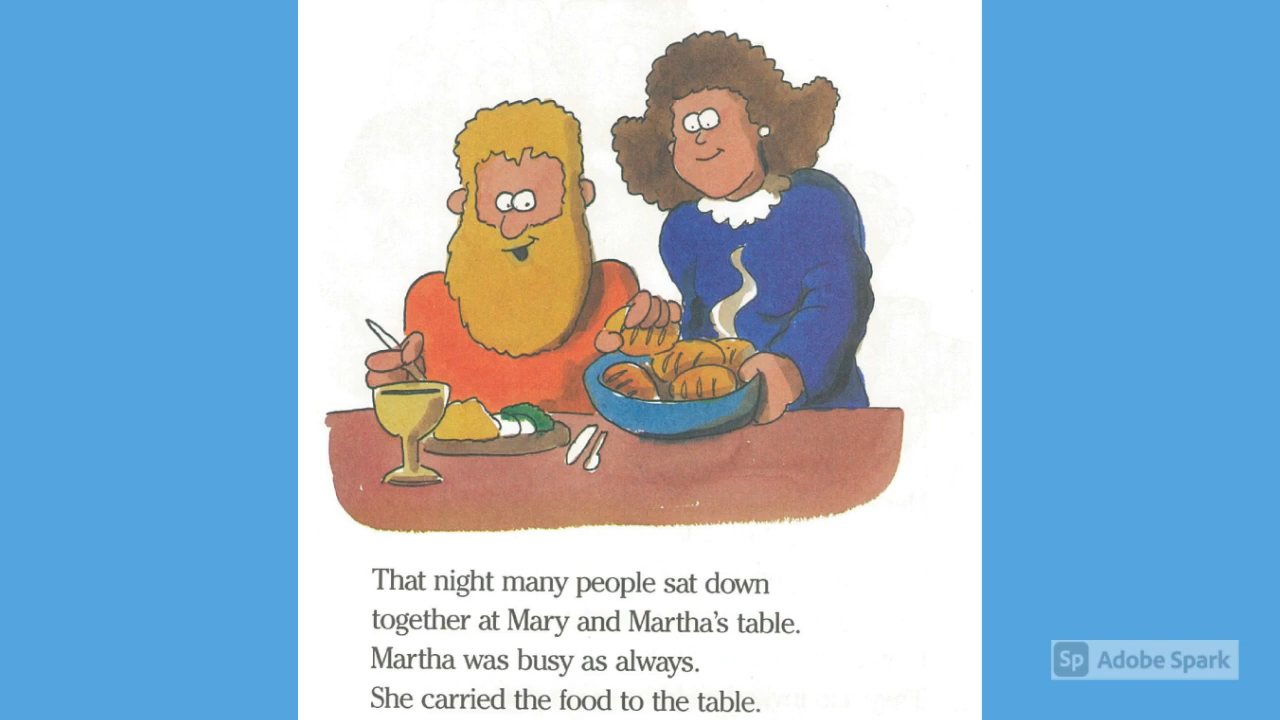 That night many people sat down
together at Mary and Martha's table.
Martha was busy as always.
She carried the food to the table.
Sp Adobe Spark